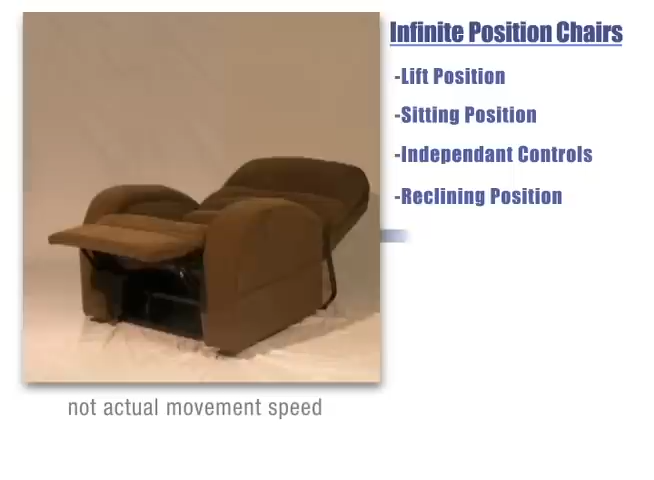 Infinite Position Chairs
-Lift Position
-Sitting Position
-Independant Controls
-Reclining Position
not actual movement speed